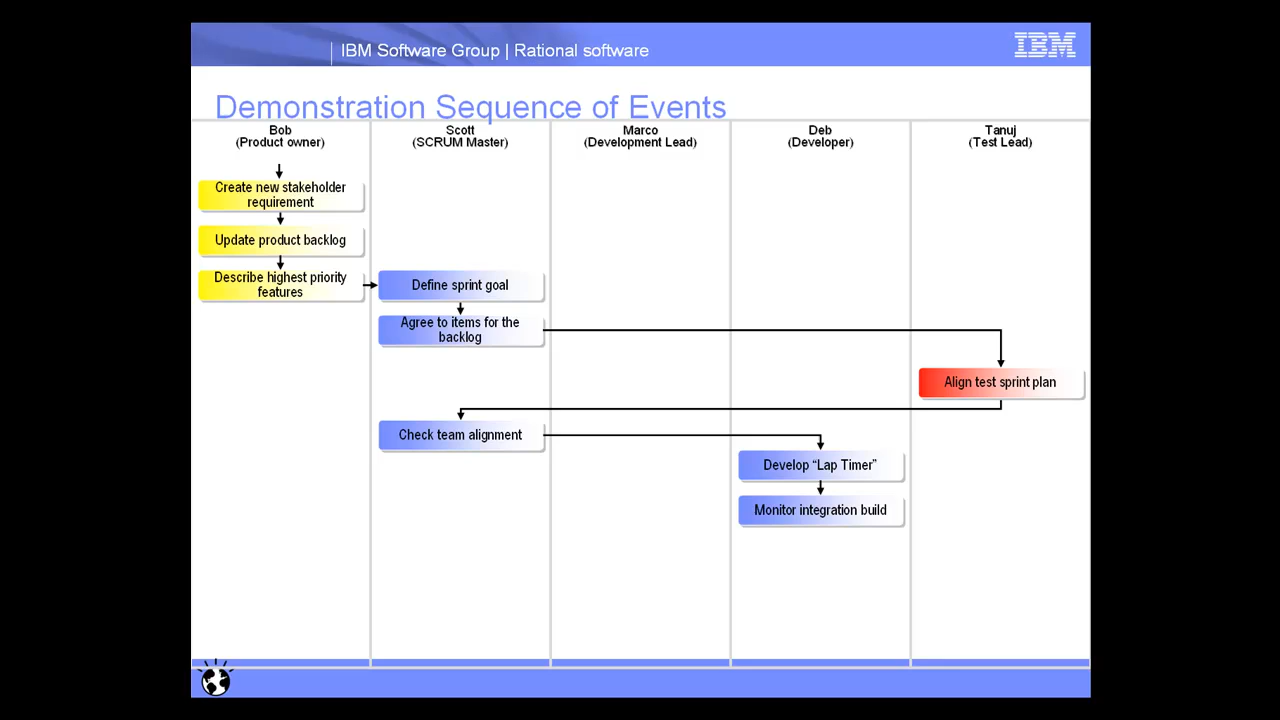 IBM Software Group | Rational software
IBM
Demonstration Sequence of Events
Bob
(Product owner)
Scott
(SCRUM Master)
Marco
(Development Lead)
Deb
(Developer)
Tanuj
(Test Lead)
Create new stakeholder
requirement
Update product backlog
Describe highest priority
features
Define sprint goal
Agree to items for the
backlog
Align test sprint plan
Check team alignment
Develop “Lap Timer”
Monitor integration build